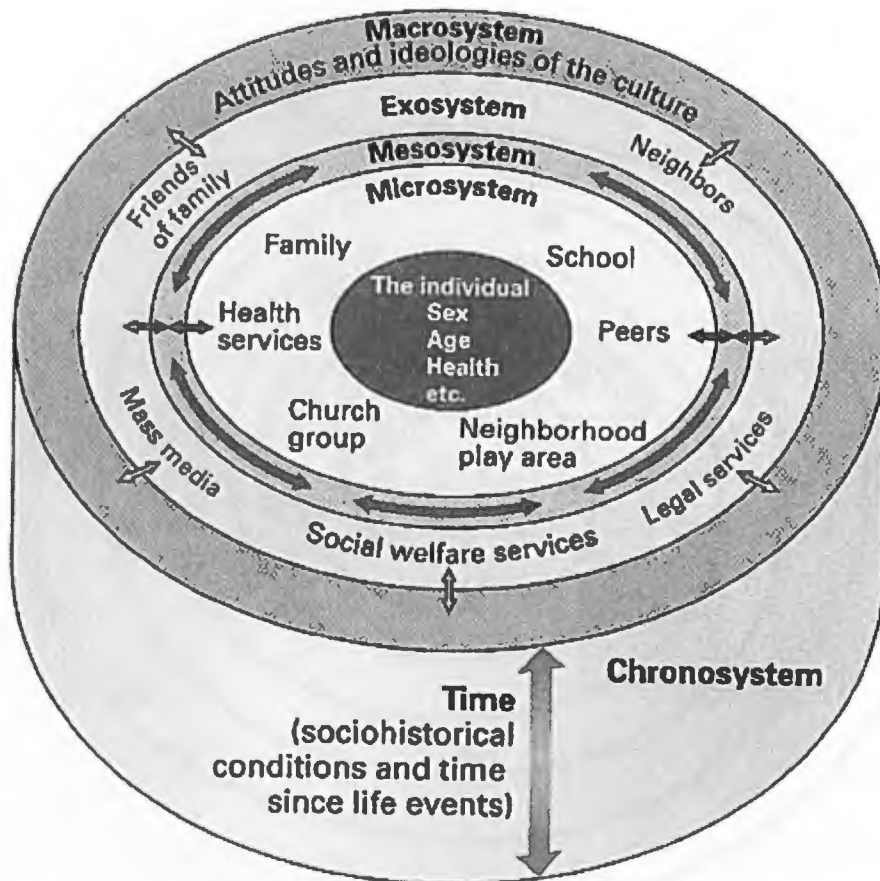 Macrosystem
Attitudes and ideologies of the culture
Exosystem
Mesosystem
Microsystem
Friends
of family
Neighbors
Family
School
The individual
Sex
Age
Health
etc.
Health
services
Peers
Church
group
Neighborhood
play area
Mass media
Social welfare services
Legal services
Chronosystem
Time
(sociohistorical
conditions and time
since life events)